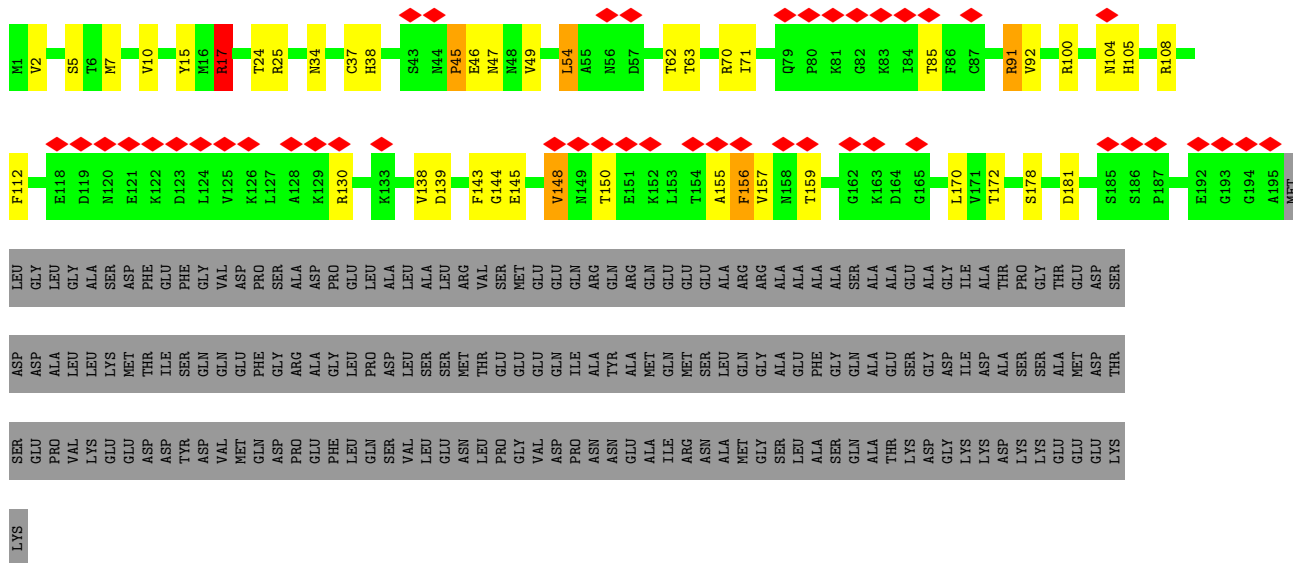 M1 V2 S5 T6 M7 V10 Y15 M16 R17 T24 R25 N34 C37 H38 S43 N44 P45 E46 N47 N48 V49 L54 A55 N56 D57 T62 T63 R70 I71 Q79 P80 K81 G82 K83 I84 T85 F86 C87 R91 V92 R100 N104 H105 R108
F112 E118 D119 N120 E121 K122 D123 L124 V125 K126 L127 A128 K129 R130 K133 V138 D139 F143 G144 E145 V148 N149 T150 E151 K152 L153 T154 A155 F156 V157 N158 T159 G162 K163 D164 G165 L170 V171 T172 S178 D181 S185 S186 P187 E192 G193 G194 A195 MET
LEU GLY LEU GLY ALA SER ASP PHE GLU PHE GLY VAL ASP PRO SER ALA ASP PRO GLU LEU ALA LEU ALA LEU ARG VAL SER MET GLU GLU GLN ARG GLN ARG GLN GLU GLU GLU ALA ARG ARG ALA ALA ALA ALA SER ALA ALA GLU ALA GLY ILE ALA THR PRO GLY THR GLU ASP SER
ASP ASP ALA LEU LEU LYS MET THR ILE SER GLN GLN GLU PHE GLY ARG ALA GLY LEU PRO ASP LEU SER SER MET THR GLU GLU GLU GLN ILE ALA TYR ALA MET GLN MET SER LEU GLN GLY ALA GLU PHE GLY GLN ALA GLU SER GLY ASP ILE ASP ALA SER SER ALA MET ASP THR
SER GLU PRO VAL LYS GLU GLU ASP ASP TYR ASP VAL MET GLN ASP PRO GLU PHE LEU GLN SER VAL LEU GLU ASN LEU PRO GLY VAL ASP PRO ASN ASN GLU ALA ILE ARG ASN ALA MET GLY SER LEU ALA SER GLN ALA THR LYS ASP GLY LYS LYS ASP LYS LYS GLU GLU GLU LYS
LYS